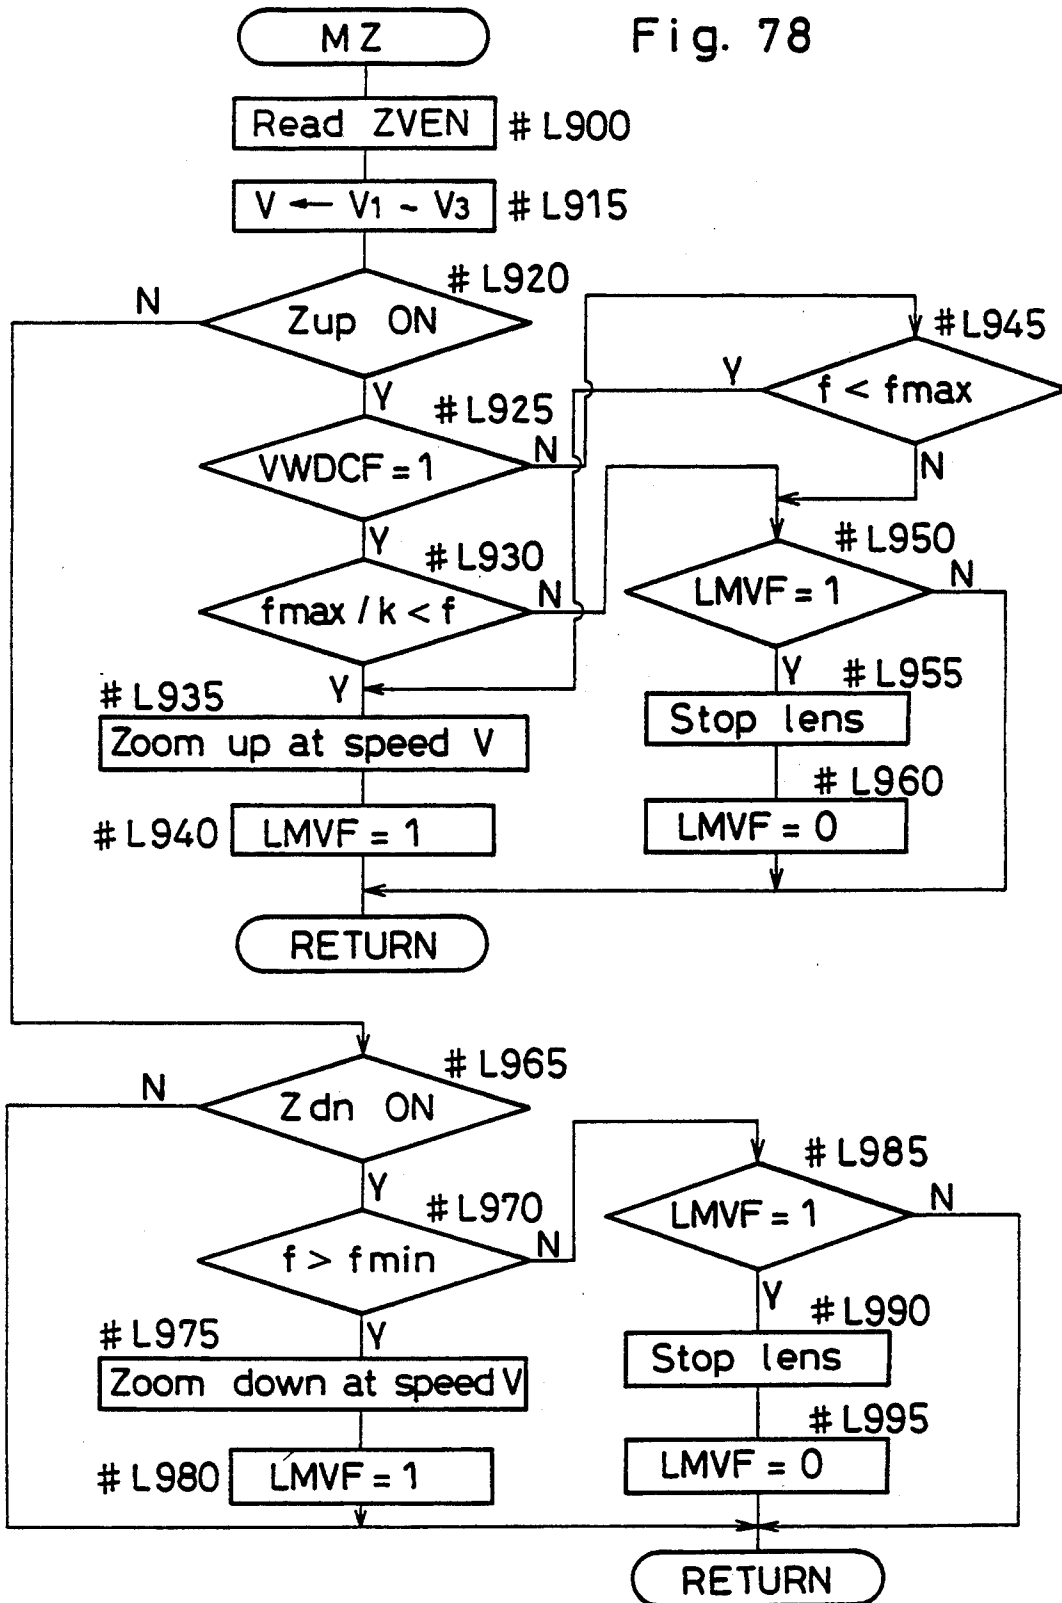 Fig. 78
MZ
Read ZVEN #L900
V ← V1 ~ V3 #L915
#L920
N
Zup ON
Y
#L945
f < fmax
Y
N
#L925
VWDCF = 1
N
Y
#L930
fmax / k < f
N
Y
#L950
LMVF = 1
N
Y
#L935
Zoom up at speed V
#L955
Stop lens
#L940 LMVF = 1
#L960
LMVF = 0
RETURN
#L965
N
Zdn ON
Y
#L970
f > fmin
N
Y
#L985
LMVF = 1
N
Y
#L975
Zoom down at speed V
#L990
Stop lens
#L980 LMVF = 1
#L995
LMVF = 0
RETURN